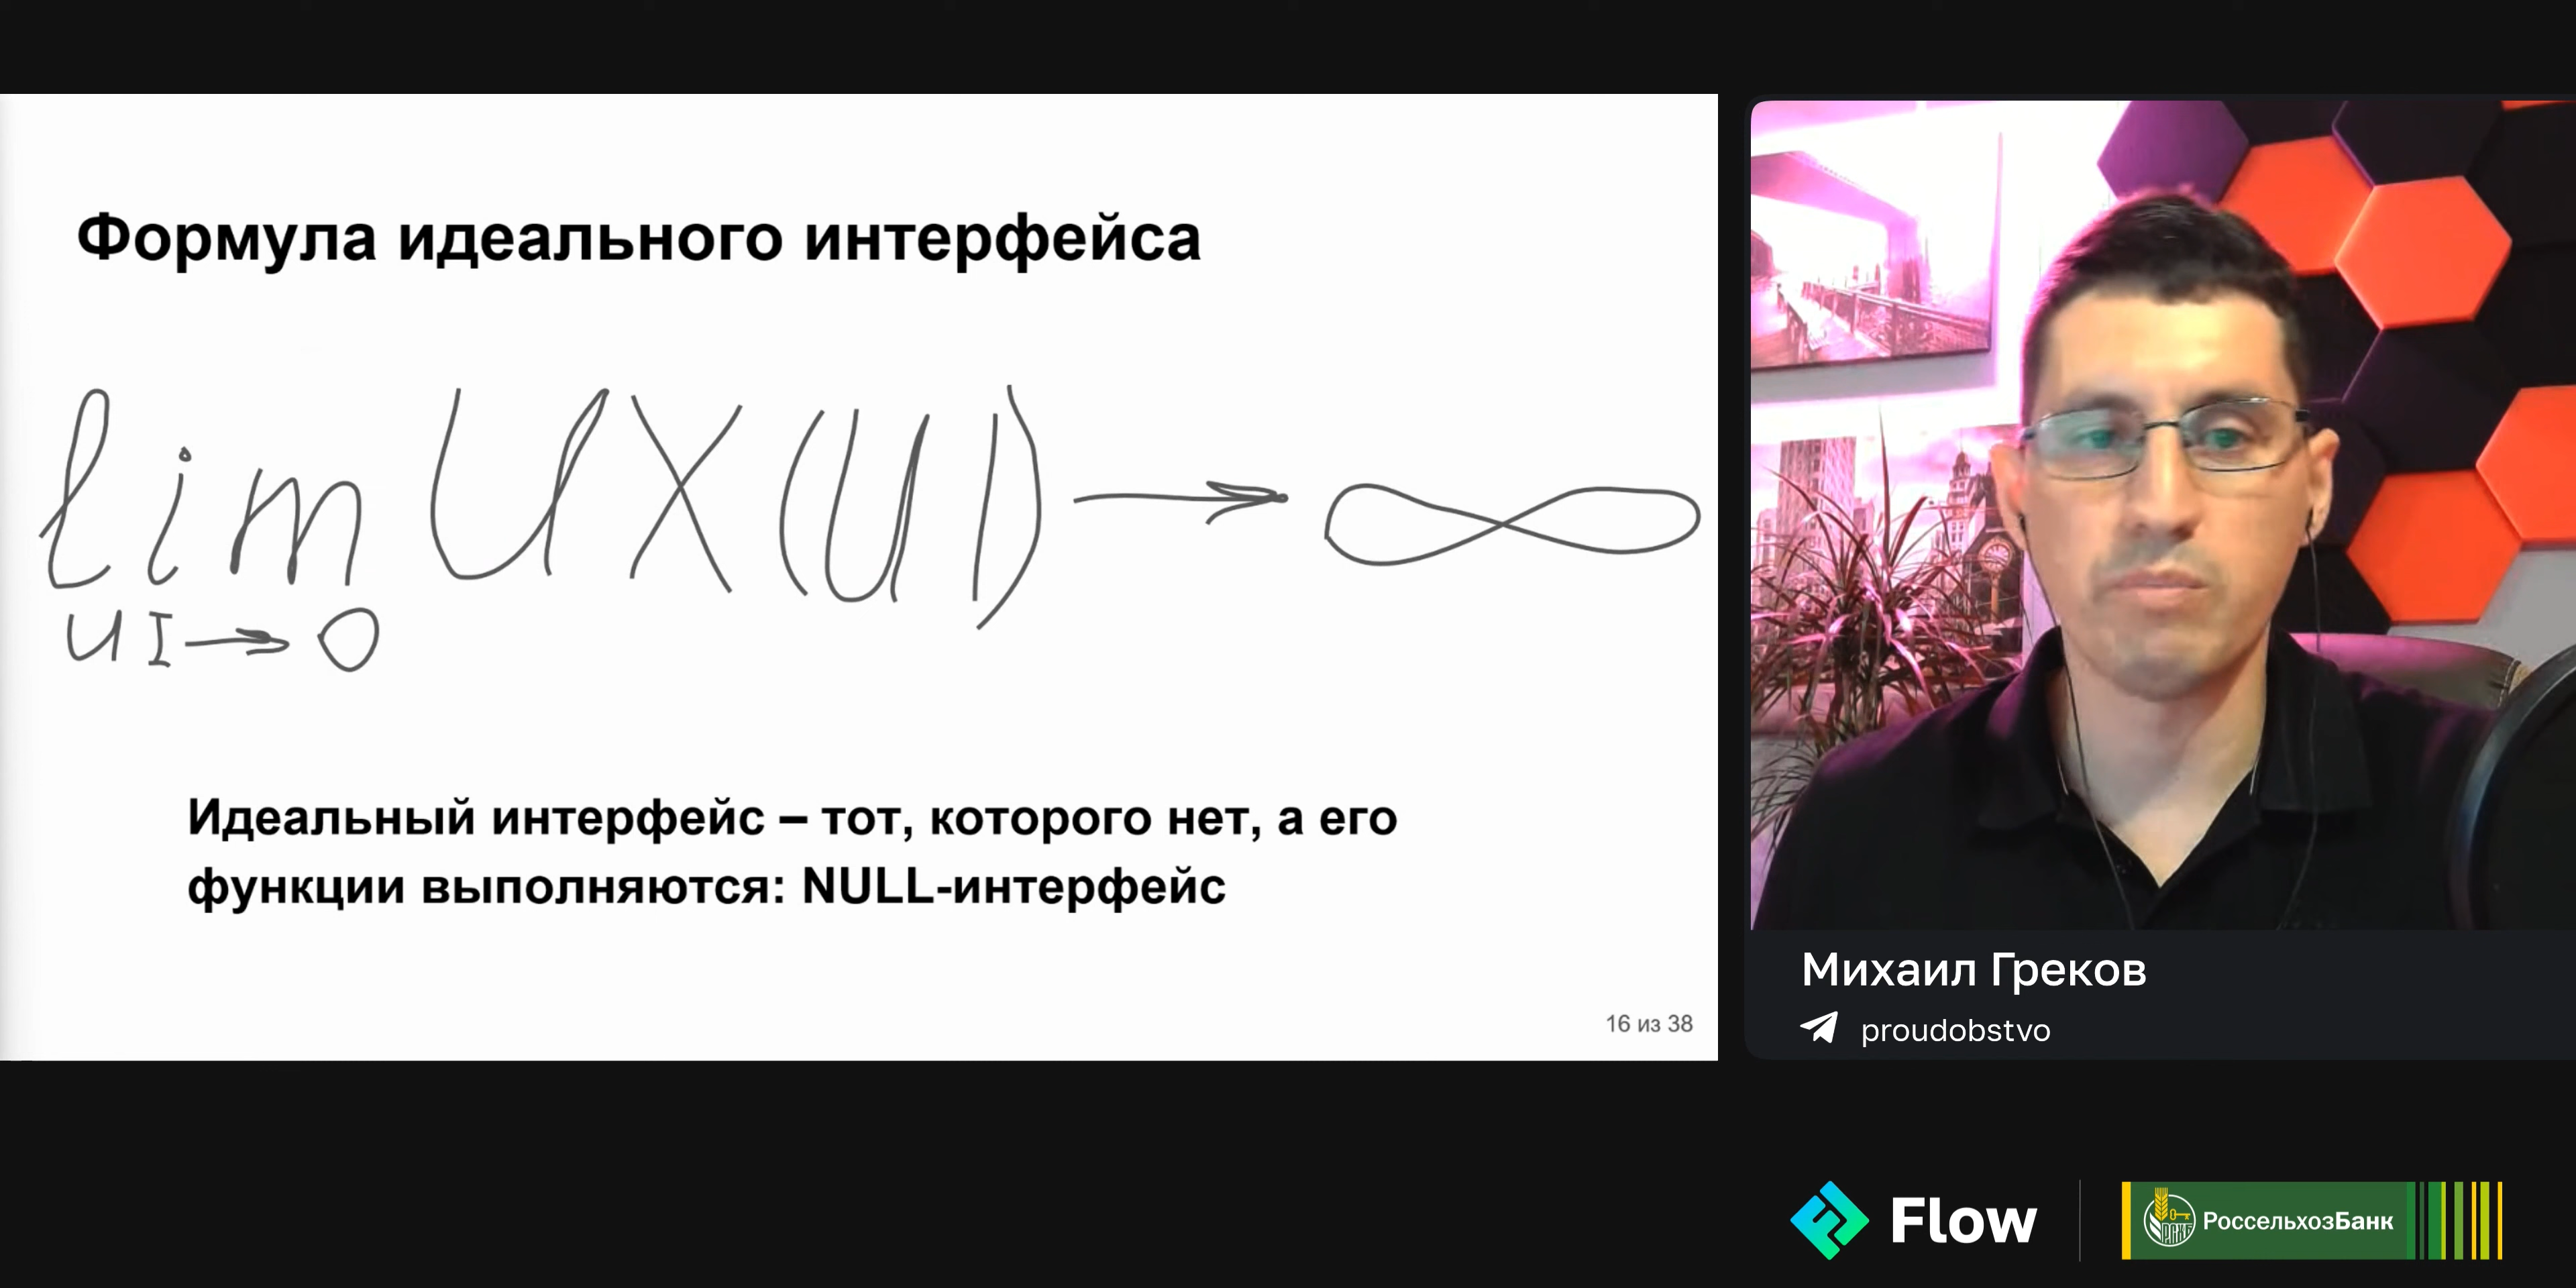 Формула идеального интерфейса
lim UX(UI) → ∞
UI → 0
Идеальный интерфейс – тот, которого нет, а его
функции выполняются: NULL-интерфейс
16 из 38
Михаил Греков
proudobstvo
Flow
РоссельхозБанк